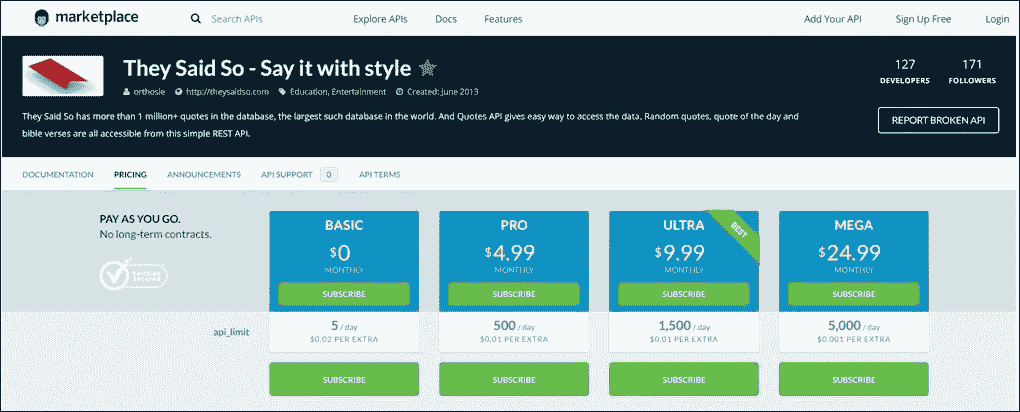 marketplace Search APIs Explore APIs Docs Features Add Your API Sign Up Free Login
They Said So - Say it with style
127 171
DEVELOPERS FOLLOWERS
orthosie http://theysaidso.com Education, Entertainment Created: June 2013
They Said So has more than 1 million+ quotes in the database, the largest such database in the world. And Quotes API gives easy way to access the data. Random quotes, quote of the day and
bible verses are all accessible from this simple REST API.
REPORT BROKEN API
DOCUMENTATION PRICING ANNOUNCEMENTS API SUPPORT 0 API TERMS
PAY AS YOU GO.
No long-term contracts.
BASIC PRO ULTRA MEGA
BEST
$0 $4.99 $9.99 $24.99
MONTHLY MONTHLY MONTHLY MONTHLY
SUBSCRIBE SUBSCRIBE SUBSCRIBE SUBSCRIBE
api_limit 5 / day 500 / day 1,500 / day 5,000 / day
$0.02 PER EXTRA $0.01 PER EXTRA $0.01 PER EXTRA $0.001 PER EXTRA
SUBSCRIBE SUBSCRIBE SUBSCRIBE SUBSCRIBE